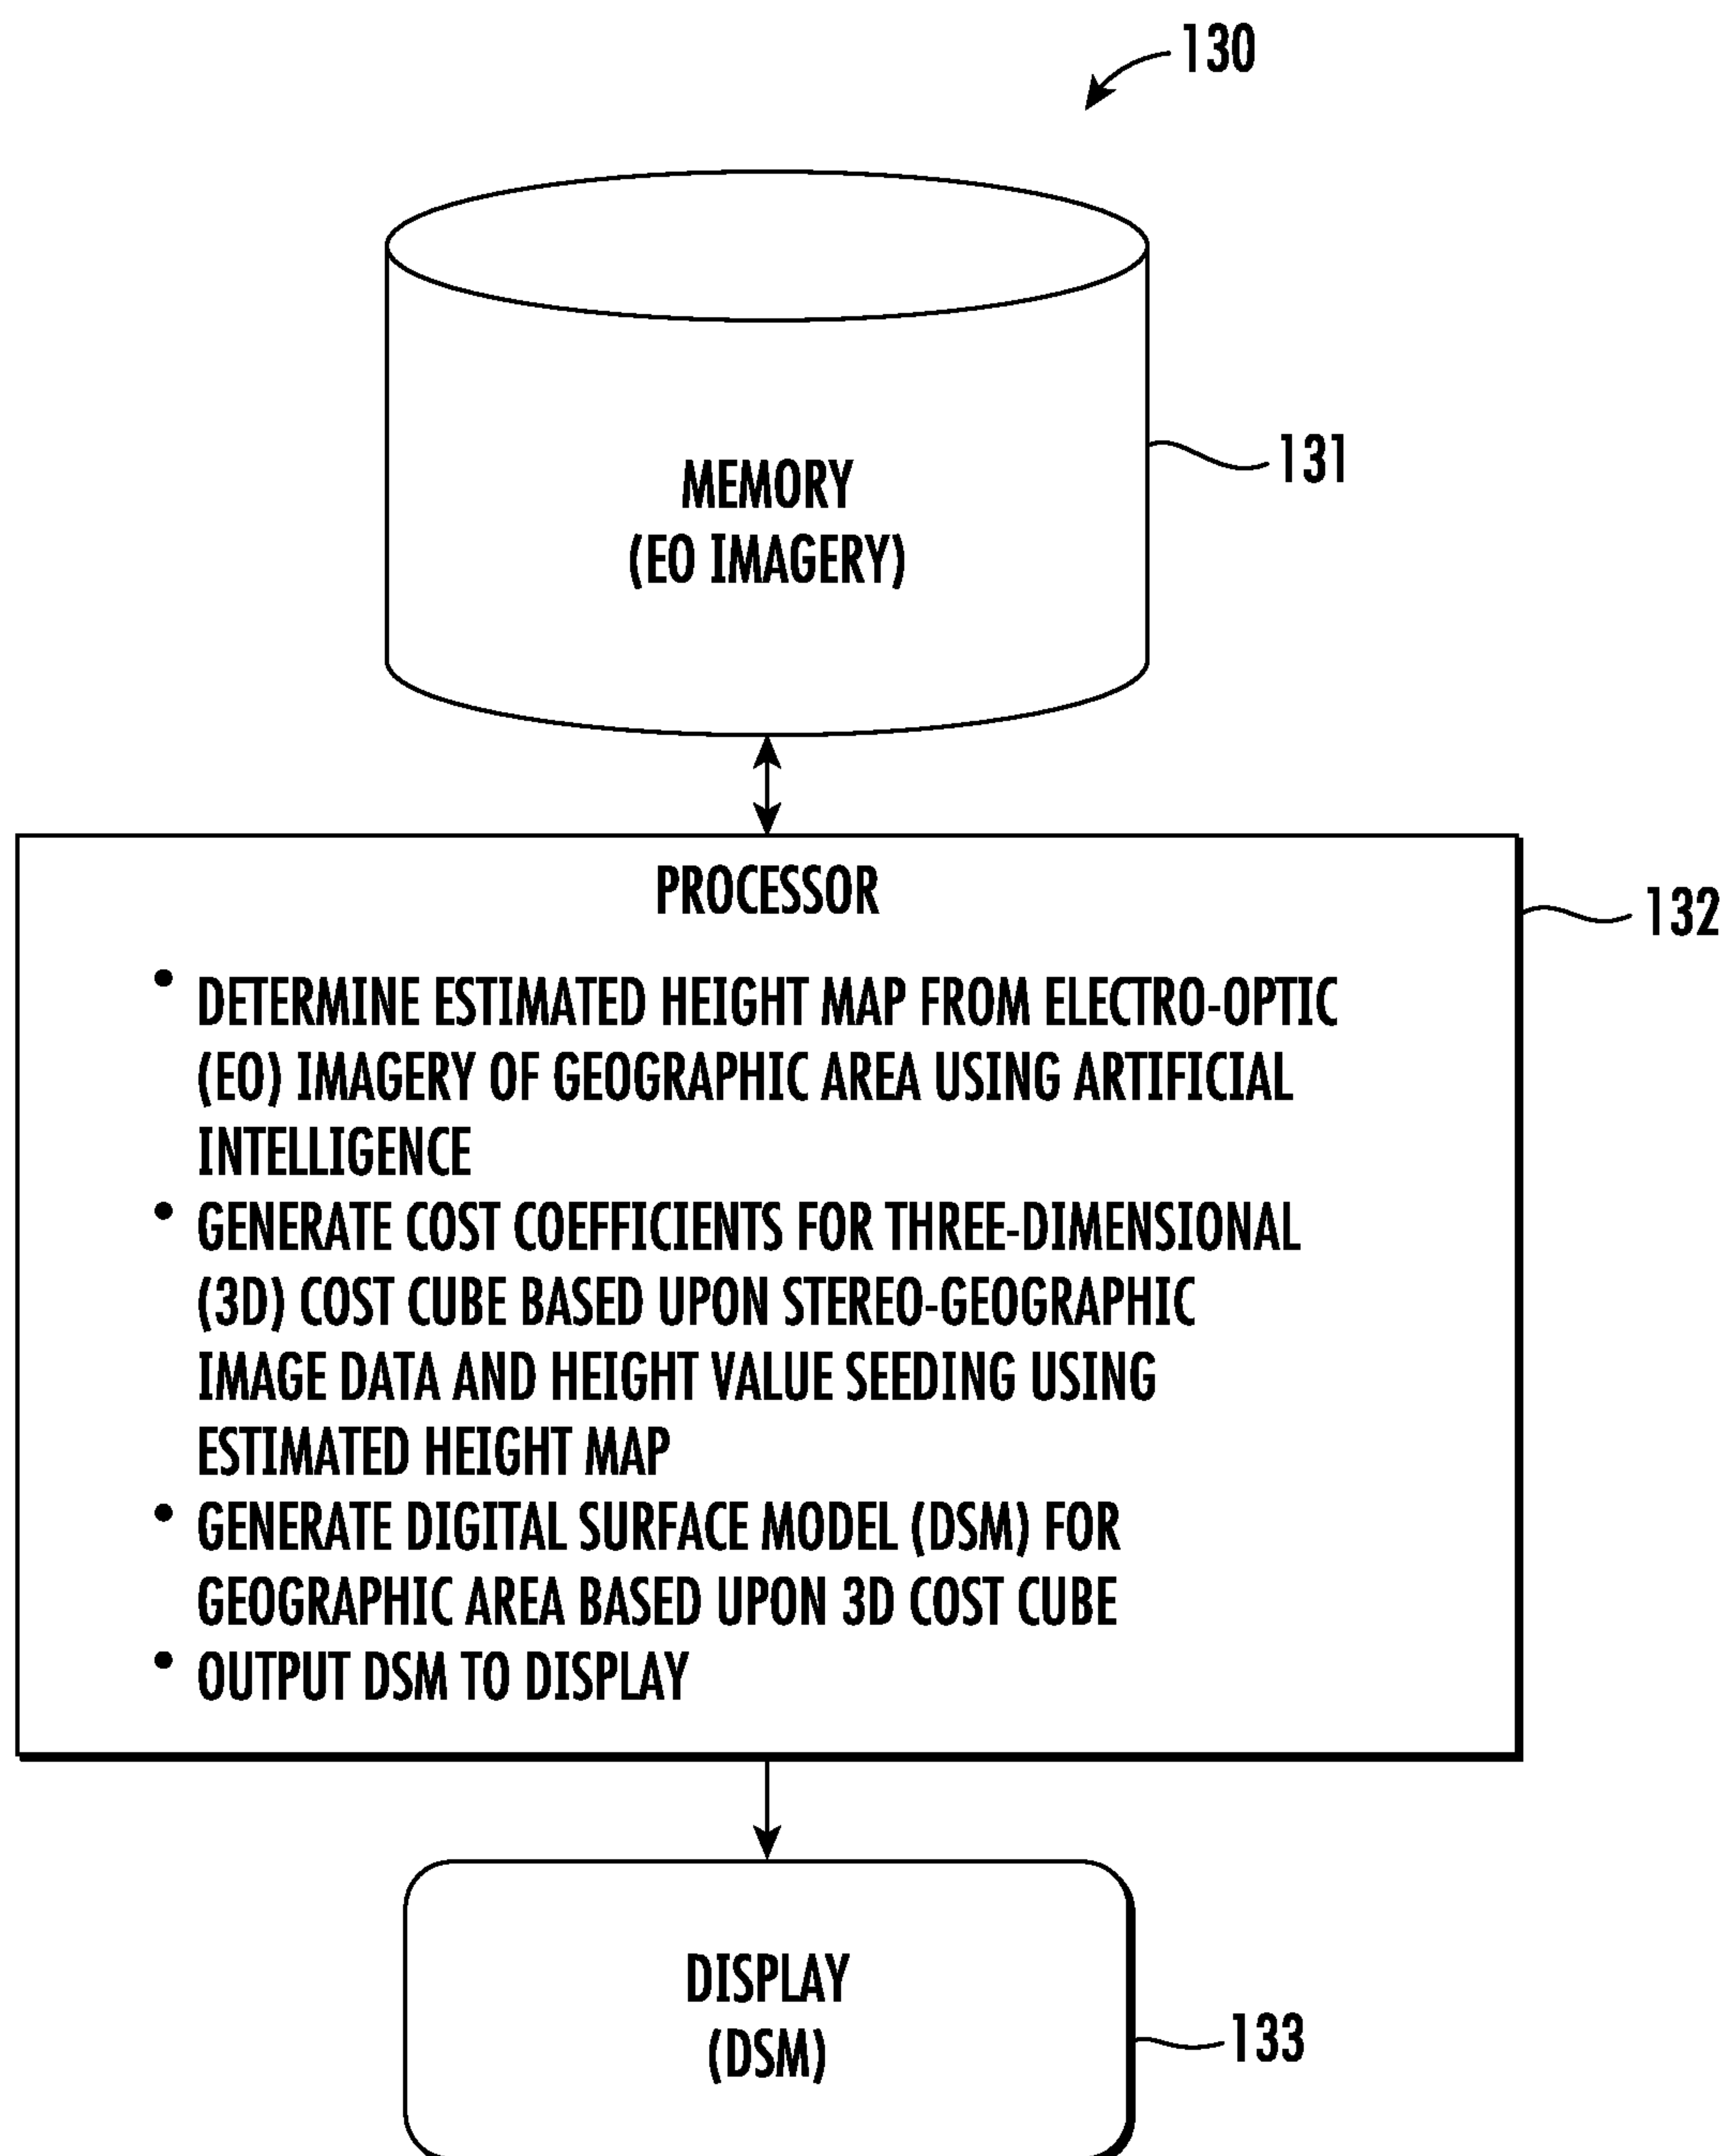 130
MEMORY
(EO IMAGERY)
131
PROCESSOR
132
• DETERMINE ESTIMATED HEIGHT MAP FROM ELECTRO-OPTIC
(EO) IMAGERY OF GEOGRAPHIC AREA USING ARTIFICIAL
INTELLIGENCE
• GENERATE COST COEFFICIENTS FOR THREE-DIMENSIONAL
(3D) COST CUBE BASED UPON STEREO-GEOGRAPHIC
IMAGE DATA AND HEIGHT VALUE SEEDING USING
ESTIMATED HEIGHT MAP
• GENERATE DIGITAL SURFACE MODEL (DSM) FOR
GEOGRAPHIC AREA BASED UPON 3D COST CUBE
• OUTPUT DSM TO DISPLAY
DISPLAY
(DSM)
133